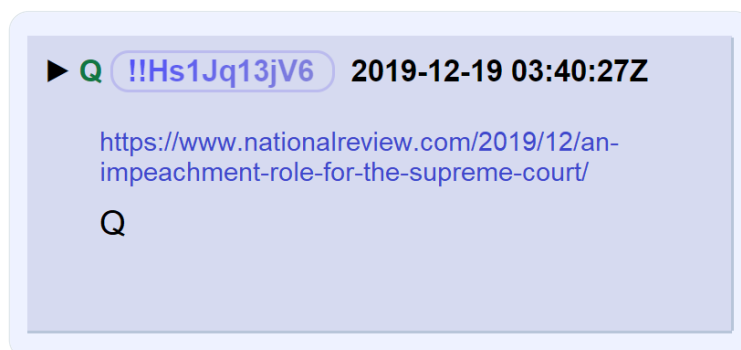 ► Q !!Hs1Jq13jV6 2019-12-19 03:40:27Z
https://www.nationalreview.com/2019/12/an-
impeachment-role-for-the-supreme-court/
Q